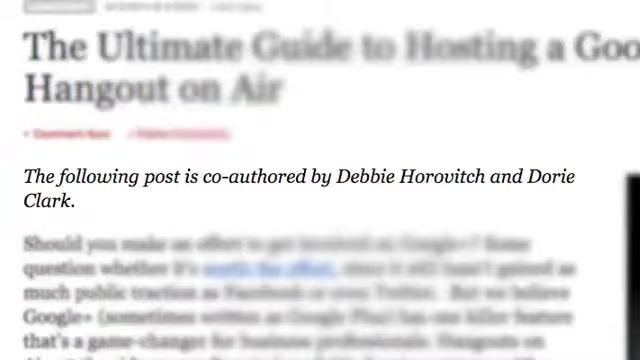 The Ultimate Guide to Hosting a Goo
Hangout on Air
The following post is co-authored by Debbie Horovitch and Dorie
Clark.
Should you make an effort to get involved on Google+? Some
question whether it's worth the effort, since it still hasn't gained as
much public traction as Facebook or even Twitter. But we believe
Google+ (sometimes written as Google Plus) has one killer feature
that's a game-changer for business professionals: Hangouts